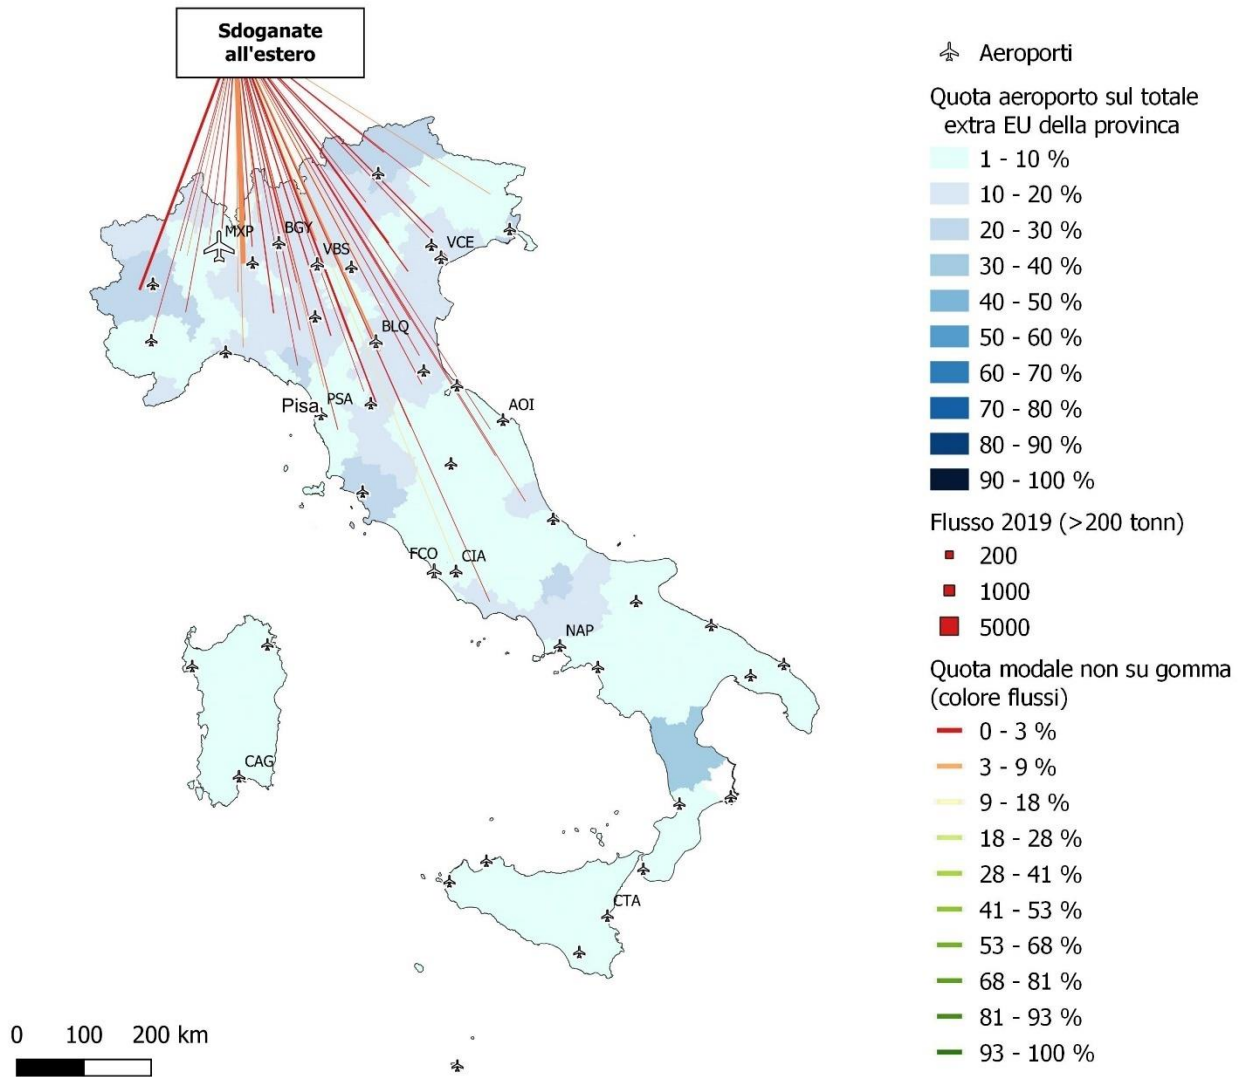 Sdoganate
all'estero
MXP
BGY
VBS
VCE
BLQ
Pisa
PSA
AOI
FCO
CIA
NAP
CAG
CTA
0 100 200 km
Aeroporti
Quota aeroporto sul totale
extra EU della provinca
1 - 10 %
10 - 20 %
20 - 30 %
30 - 40 %
40 - 50 %
50 - 60 %
60 - 70 %
70 - 80 %
80 - 90 %
90 - 100 %
Flusso 2019 (>200 tonn)
200
1000
5000
Quota modale non su gomma
(colore flussi)
0 - 3 %
3 - 9 %
9 - 18 %
18 - 28 %
28 - 41 %
41 - 53 %
53 - 68 %
68 - 81 %
81 - 93 %
93 - 100 %